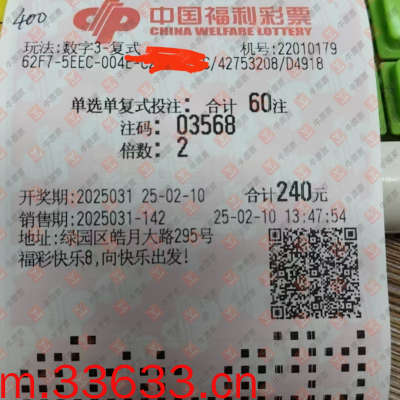 400
中国福利彩票
CHINA WELFARE LOTTERY
玩法:数字3-复式
机号:22010179
62F7-5EEC-004E-
/42753208/D4918
单选单复式投注: 合计 60注
注码: 03568
倍数: 2
开奖期:2025031 25-02-10 合计240元
销售期:2025031-142 25-02-10 13:47:54
地址:绿园区皓月大路295号
福彩快乐8,向快乐出发!
m.33633.com.cn